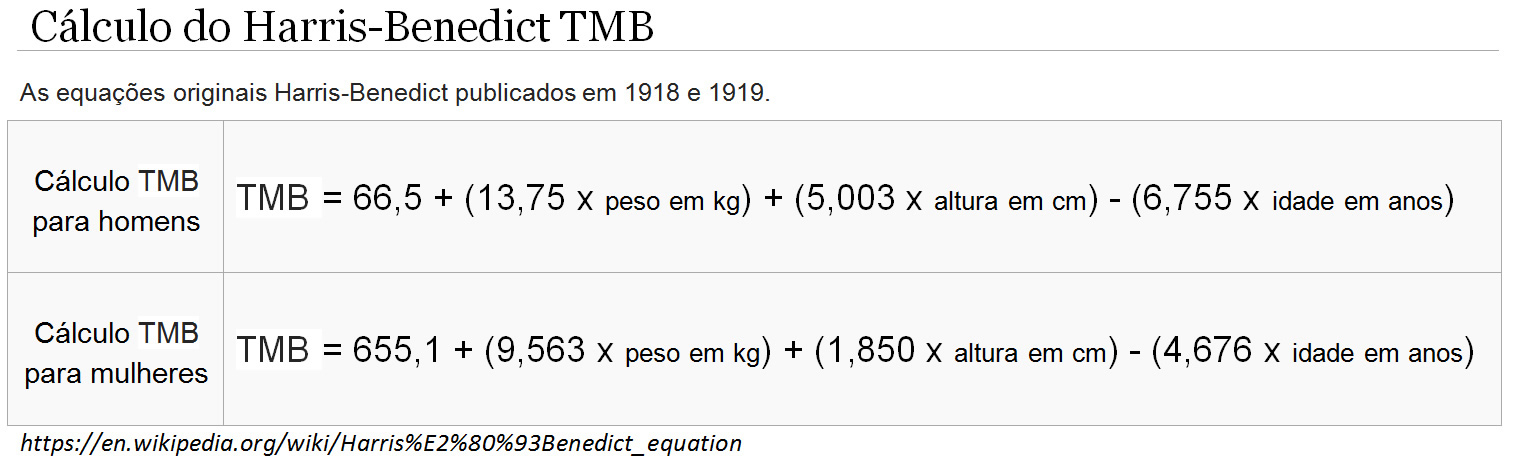 Cálculo do Harris-Benedict TMB
As equações originais Harris-Benedict publicados em 1918 e 1919.
Cálculo TMB
para homens
TMB = 66,5 + (13,75 x peso em kg) + (5,003 x altura em cm) - (6,755 x idade em anos)
Cálculo TMB
para mulheres
TMB = 655,1 + (9,563 x peso em kg) + (1,850 x altura em cm) - (4,676 x idade em anos)
https://en.wikipedia.org/wiki/Harris%E2%80%93Benedict_equation